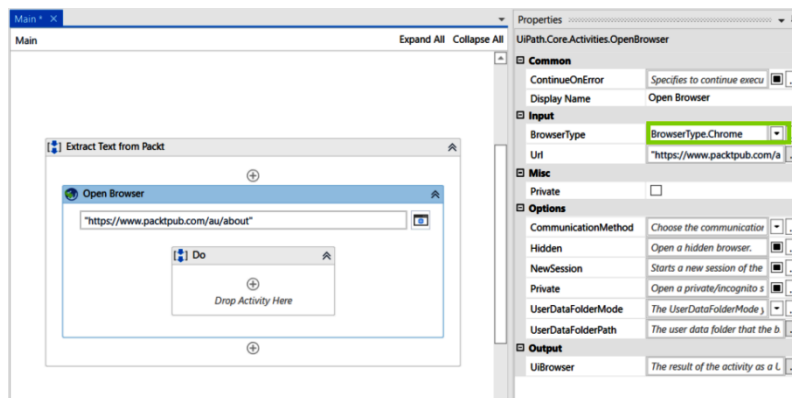 Main * ×
Main
Expand All Collapse All
Extract Text from Packt
Open Browser
"https://www.packtpub.com/au/about"
Do
Drop Activity Here
Properties
UiPath.Core.Activities.OpenBrowser
Common
ContinueOnError Specifies to continue execu
Display Name Open Browser
Input
BrowserType BrowserType.Chrome
Url "https://www.packtpub.com/a
Misc
Private
Options
CommunicationMethod Choose the communication
Hidden Open a hidden browser.
NewSession Starts a new session of the
Private Open a private/incognito s
UserDataFolderMode The UserDataFolderMode
UserDataFolderPath The user data folder that the b
Output
UiBrowser The result of the activity as a U